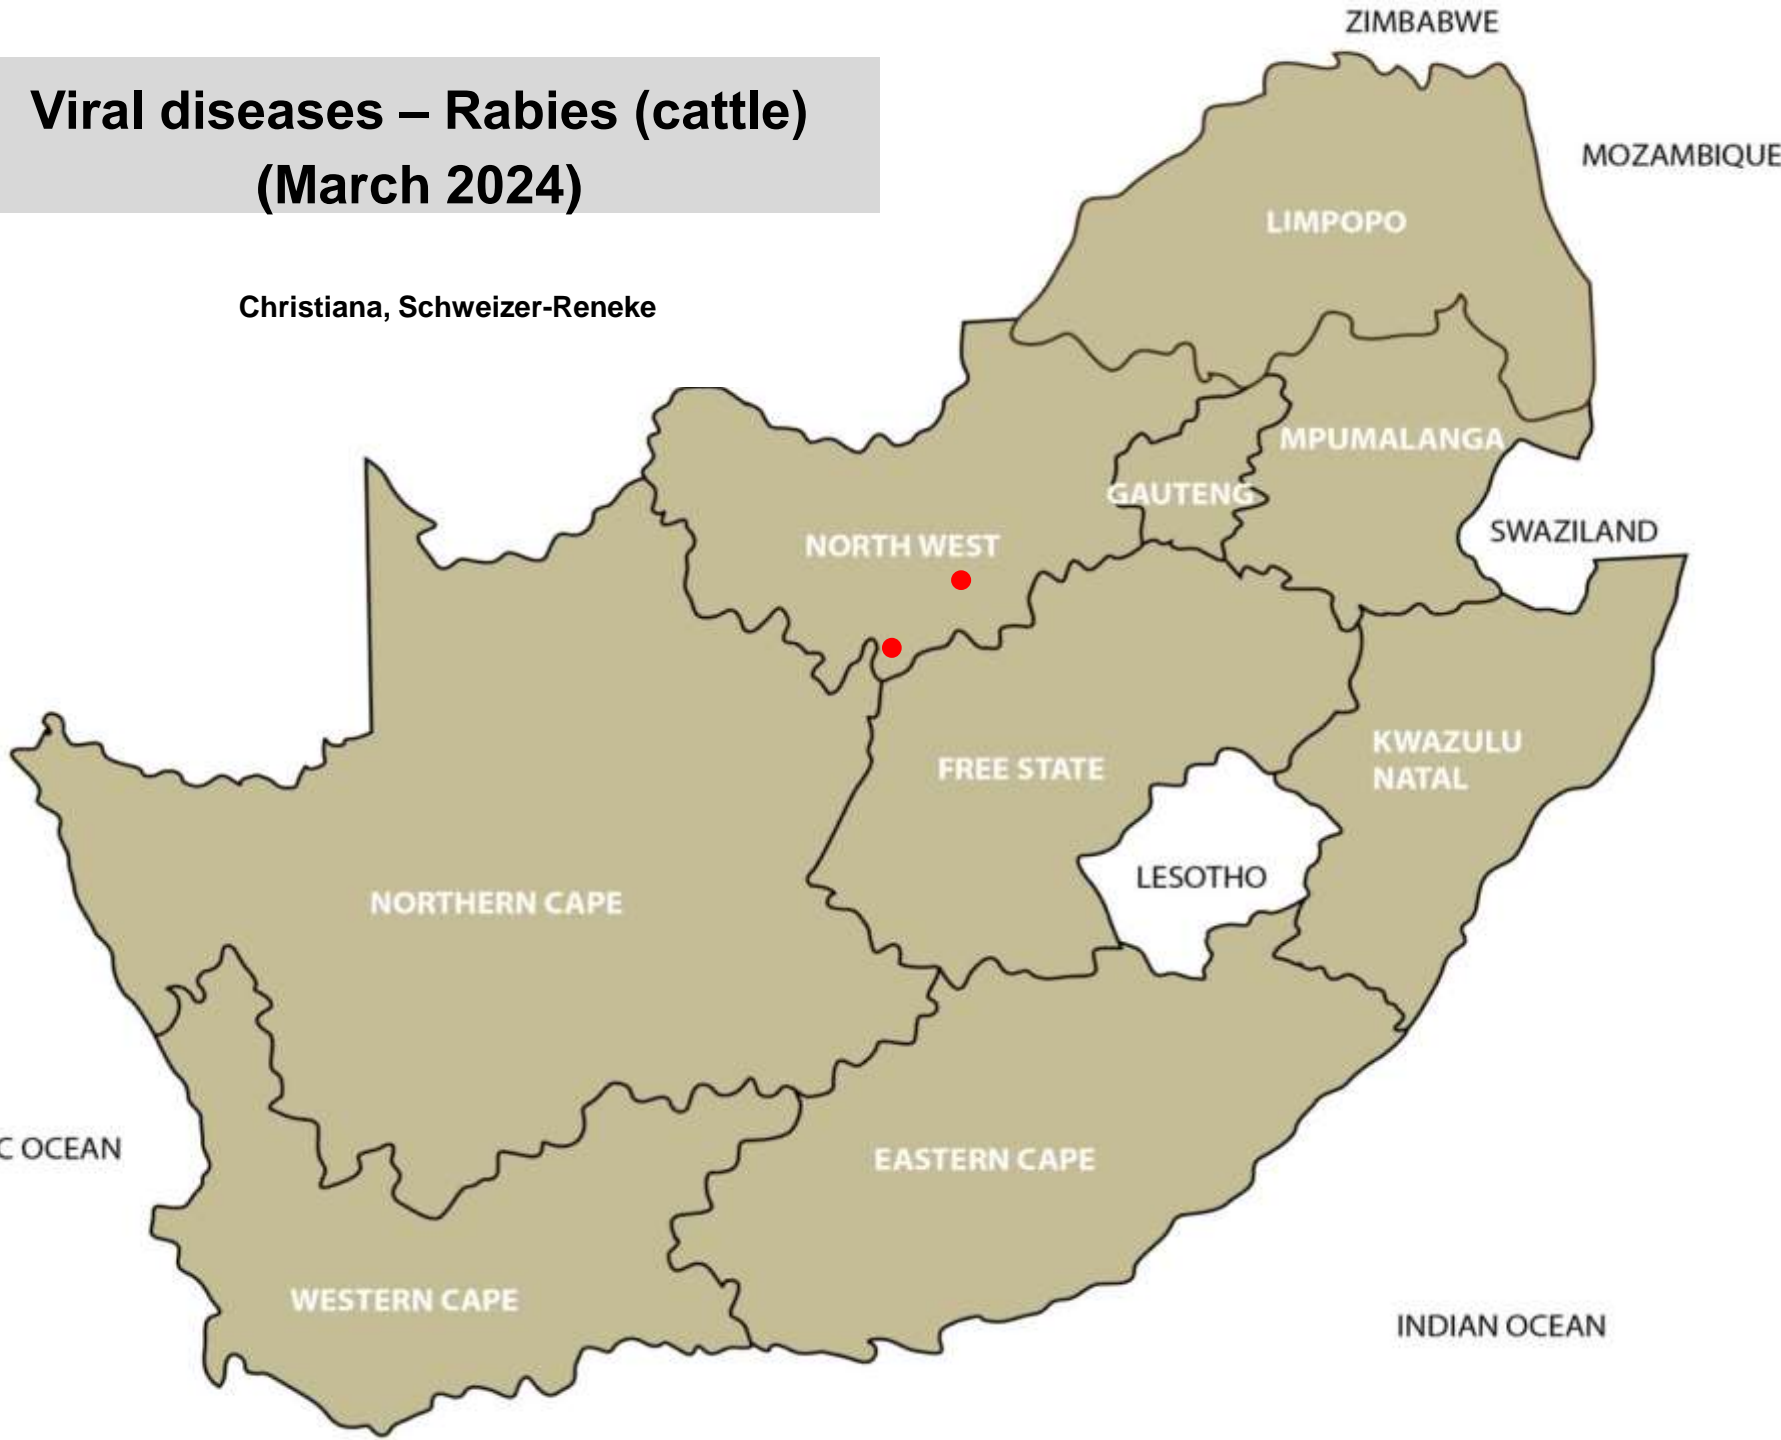 ZIMBABWE
Viral diseases – Rabies (cattle)
(March 2024)
MOZAMBIQUE
LIMPOPO
Christiana, Schweizer-Reneke
MPUMALANGA
GAUTENG
SWAZILAND
NORTH WEST
KWAZULU
NATAL
FREE STATE
LESOTHO
NORTHERN CAPE
C OCEAN
EASTERN CAPE
WESTERN CAPE
INDIAN OCEAN